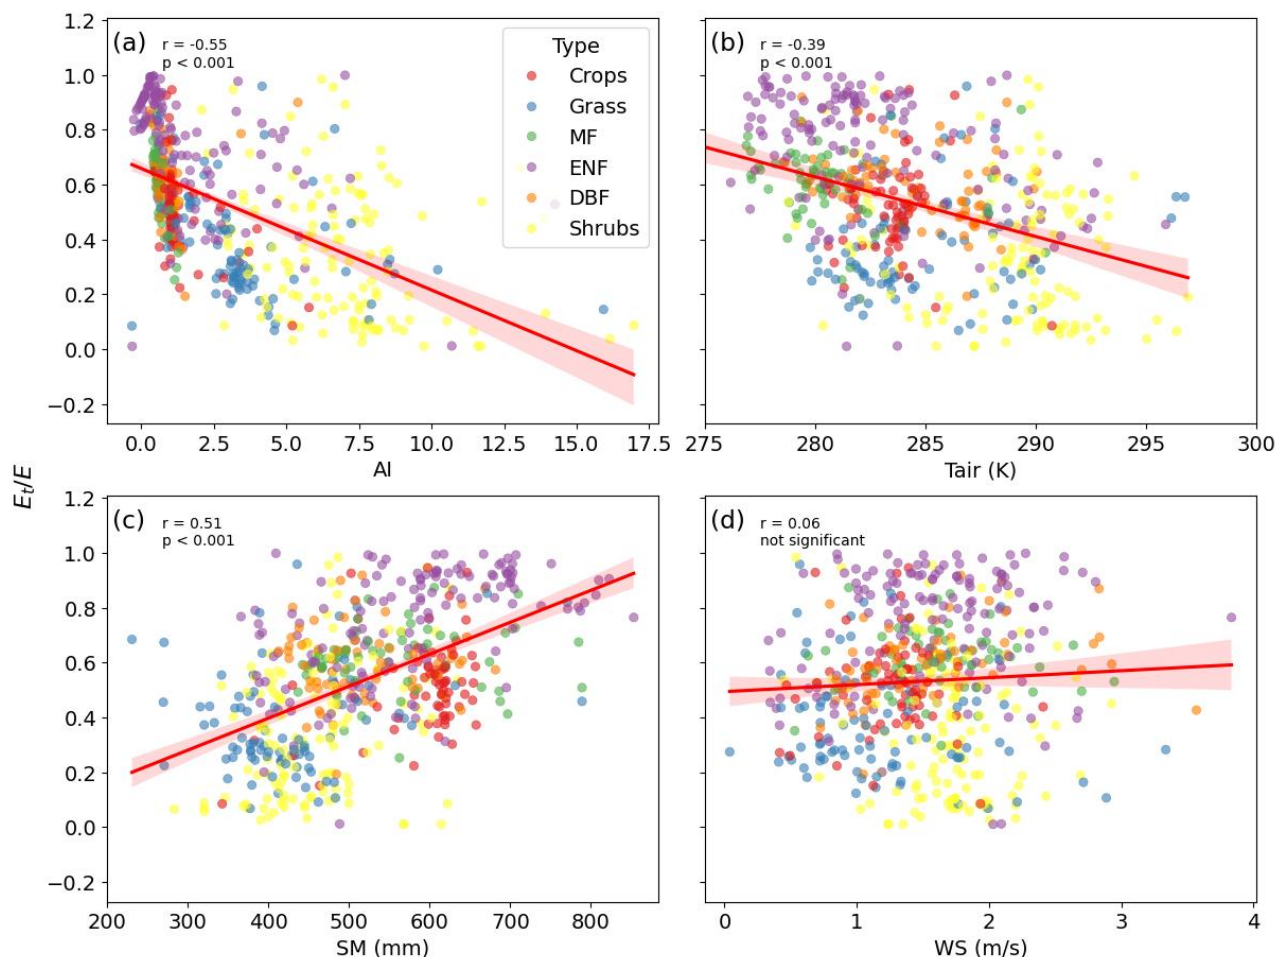 (a) r = -0.55
p < 0.001
Type
Crops
Grass
MF
ENF
DBF
Shrubs
1.2
1.0
0.8
0.6
0.4
0.2
0.0
−0.2
0.0 2.5 5.0 7.5 10.0 12.5 15.0 17.5
AI
(b) r = -0.39
p < 0.001
275 280 285 290 295 300
Tair (K)
E_t/E
(c) r = 0.51
p < 0.001
1.2
1.0
0.8
0.6
0.4
0.2
0.0
−0.2
200 300 400 500 600 700 800
SM (mm)
(d) r = 0.06
not significant
0 1 2 3 4
WS (m/s)